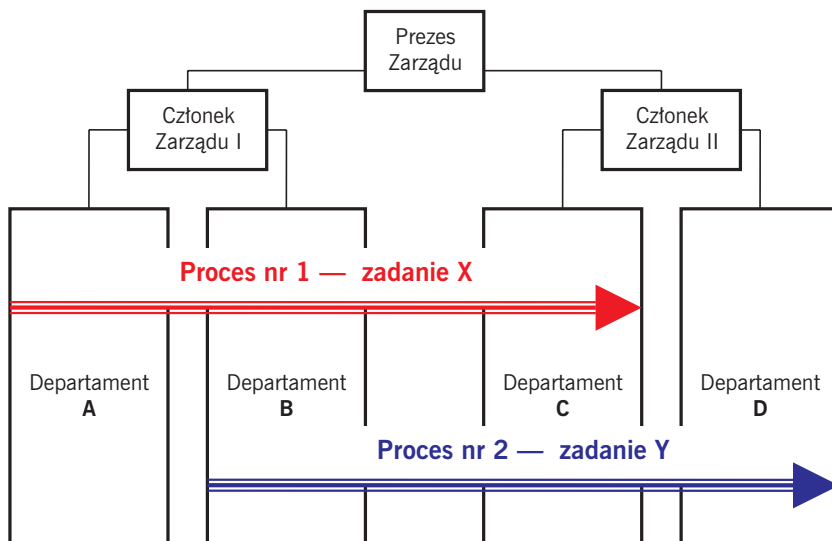 Prezes
Zarządu
Członek
Zarządu I
Członek
Zarządu II
Proces nr 1 — zadanie X
Departament
A
Departament
B
Departament
C
Departament
D
Proces nr 2 — zadanie Y